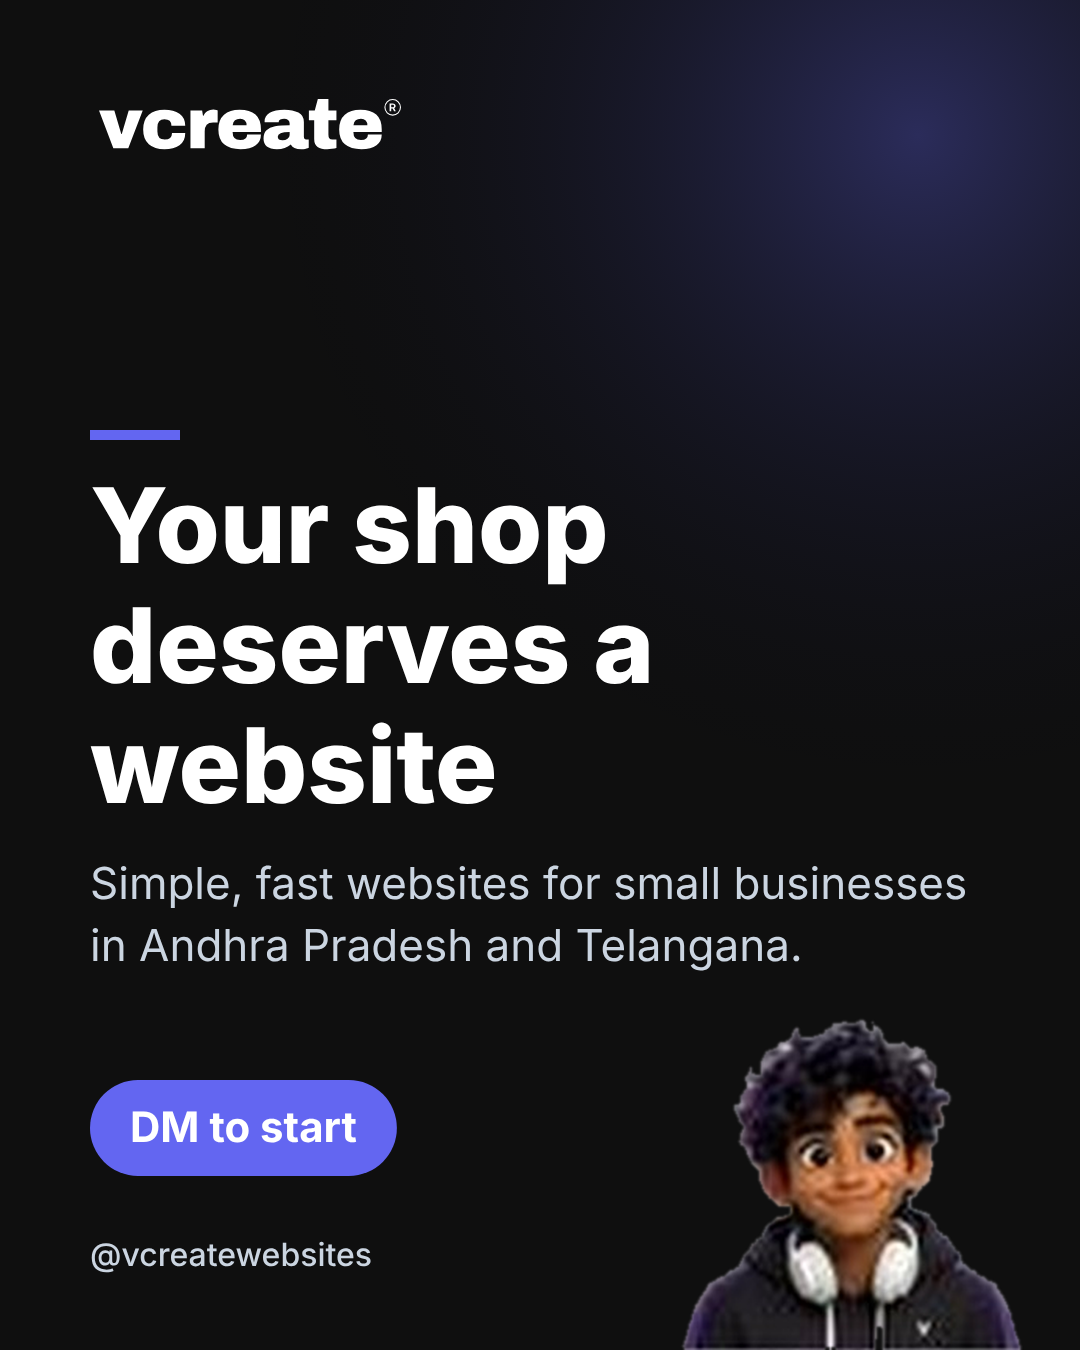 vcreate®
Your shop
deserves a
website
Simple, fast websites for small businesses
in Andhra Pradesh and Telangana.
DM to start
@vcreatewebsites